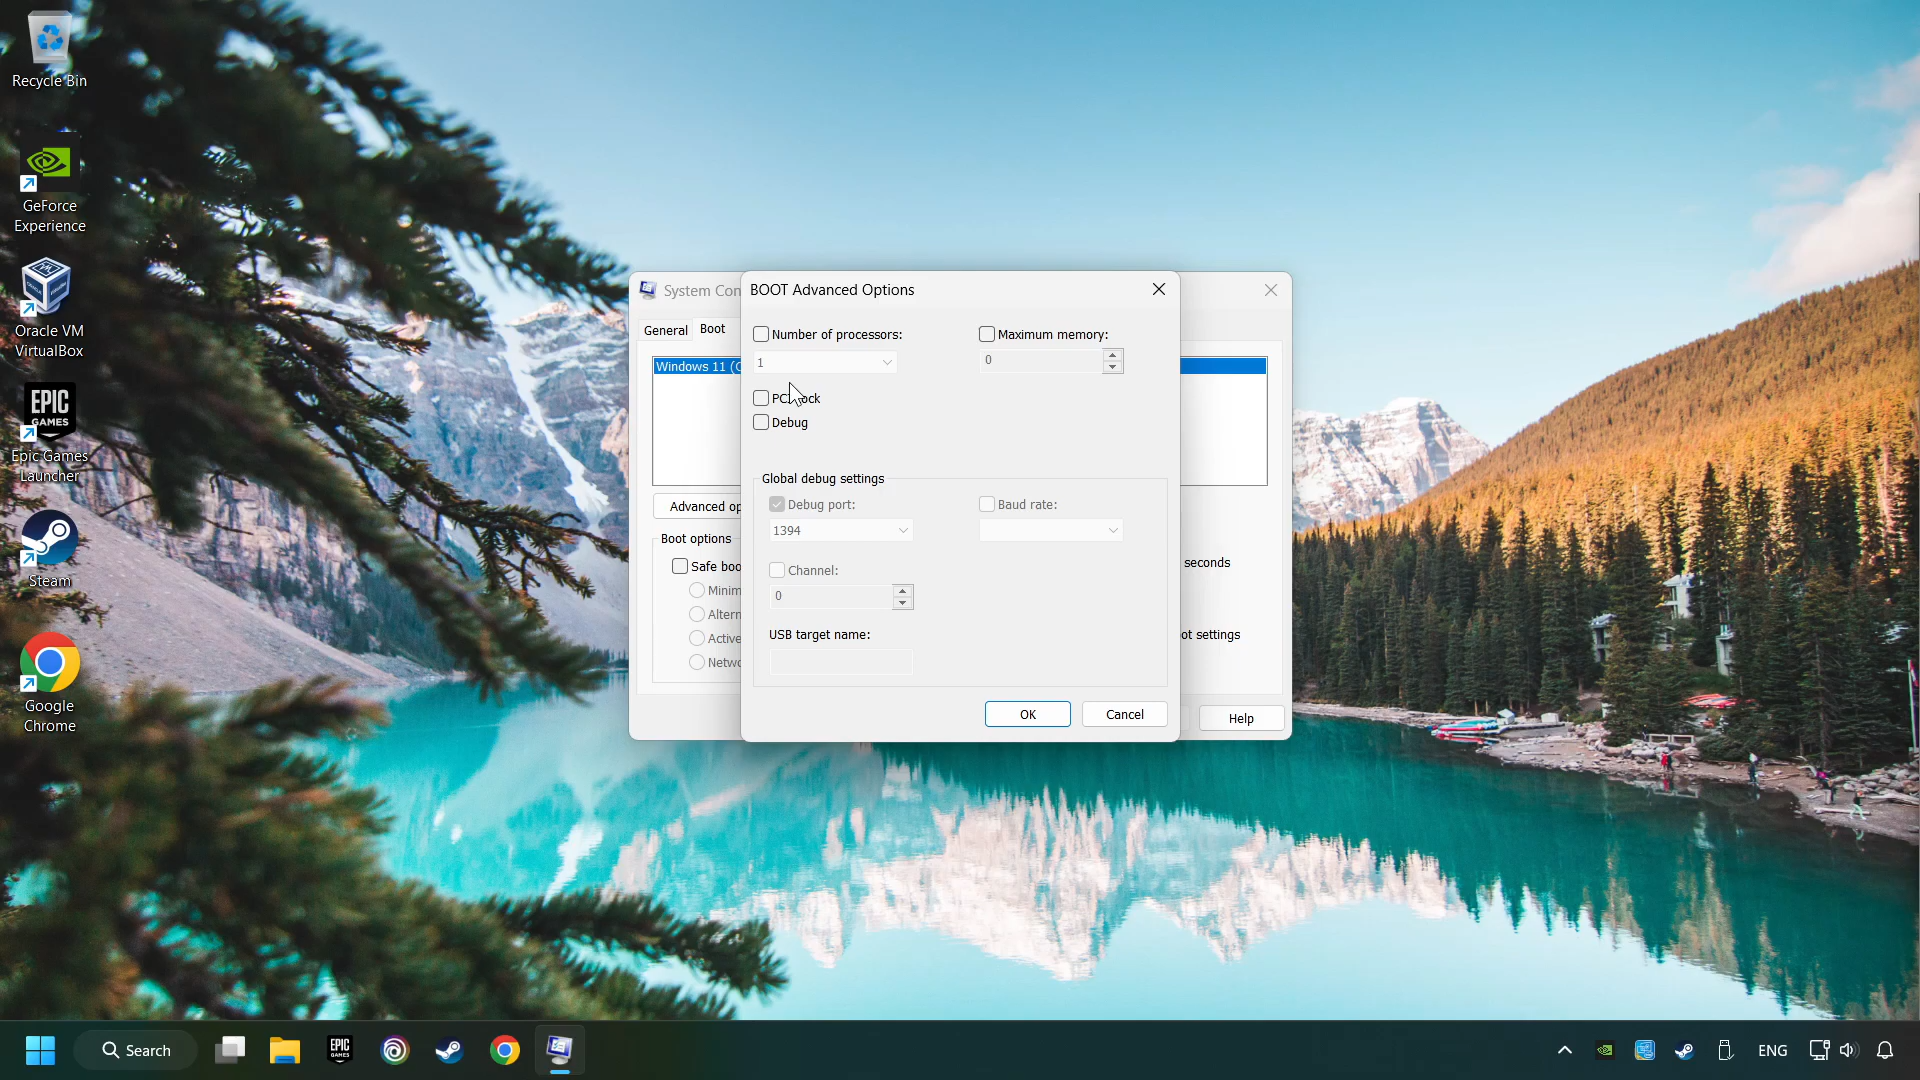 Recycle Bin
GeForce
Experience
Oracle VM
VirtualBox
EPIC
GAMES
Epic Games
Launcher
Steam
Google
Chrome
System Con
General
Boot
Windows 11 (C
Advanced op
Boot options
Safe boo
Minim
Altern
Active
Netwo
seconds
ot settings
Help
BOOT Advanced Options
Number of processors:
1
Maximum memory:
0
Debug
Global debug settings
Debug port:
1394
Baud rate:
Channel:
0
USB target name:
OK
Cancel
Search
EPIC
GAMES
ENG